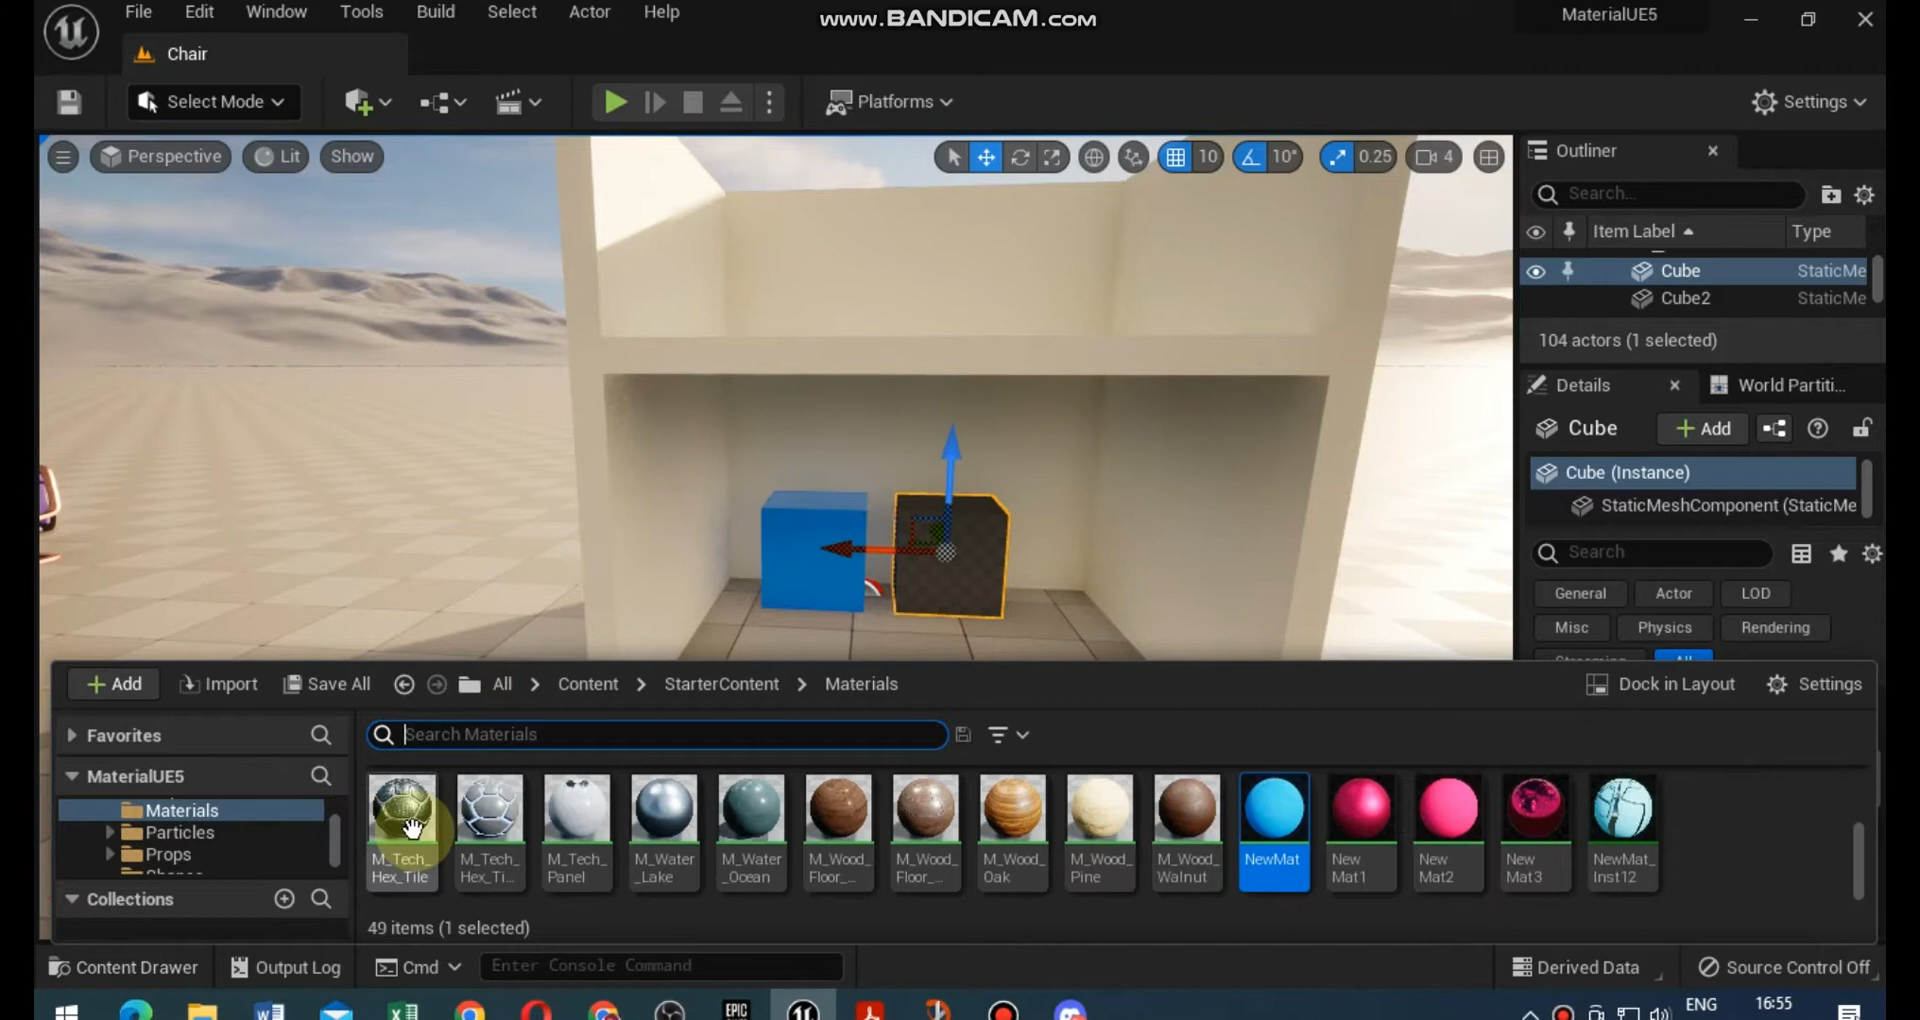 File Edit Window Tools Build Select Actor Help
www.BANDICAM.com
MaterialUE5
Chair
Select Mode
Platforms
Settings
Perspective
Lit
Show
10
10°
0.25
4
Outliner
Search...
Item Label
Type
Cube
StaticMe
Cube2
StaticMe
104 actors (1 selected)
Details
World Partiti...
Cube
Add
Cube (Instance)
StaticMeshComponent (StaticMe
Search
General
Actor
LOD
Misc
Physics
Rendering
Streaming
All
Add
Import
Save All
All
Content
StarterContent
Materials
Dock in Layout
Settings
Favorites
MaterialUE5
Materials
Particles
Props
Collections
Search Materials
M_Tech_
Hex_Tile
M_Tech_
Hex_Ti...
M_Tech_
Panel
M_Water
_Lake
M_Water
_Ocean
M_Wood_
Floor_...
M_Wood_
Floor_...
M_Wood_
Oak
M_Wood_
Pine
M_Wood_
Walnut
NewMat
New
Mat1
New
Mat2
New
Mat3
NewMat_
Inst12
49 items (1 selected)
Content Drawer
Output Log
Cmd
Enter Console Command
Derived Data
Source Control Off
EPIC
ENG
16:55